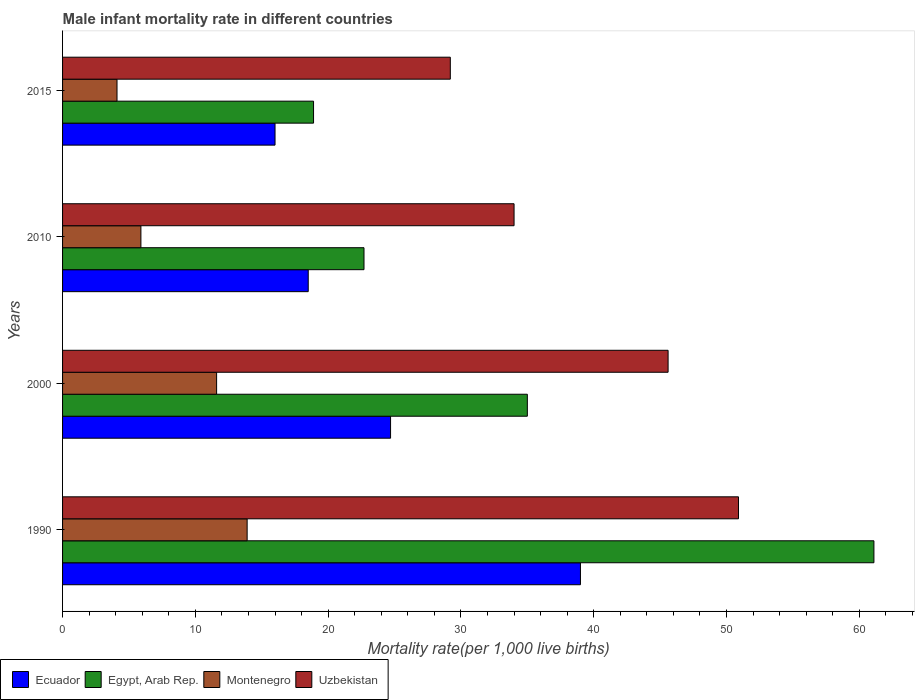 Male infant mortality rate in different countries
Years
2015
2010
2000
1990
0
10
20
30
40
50
60
Mortality rate(per 1,000 live births)
Ecuador
Egypt, Arab Rep.
Montenegro
Uzbekistan